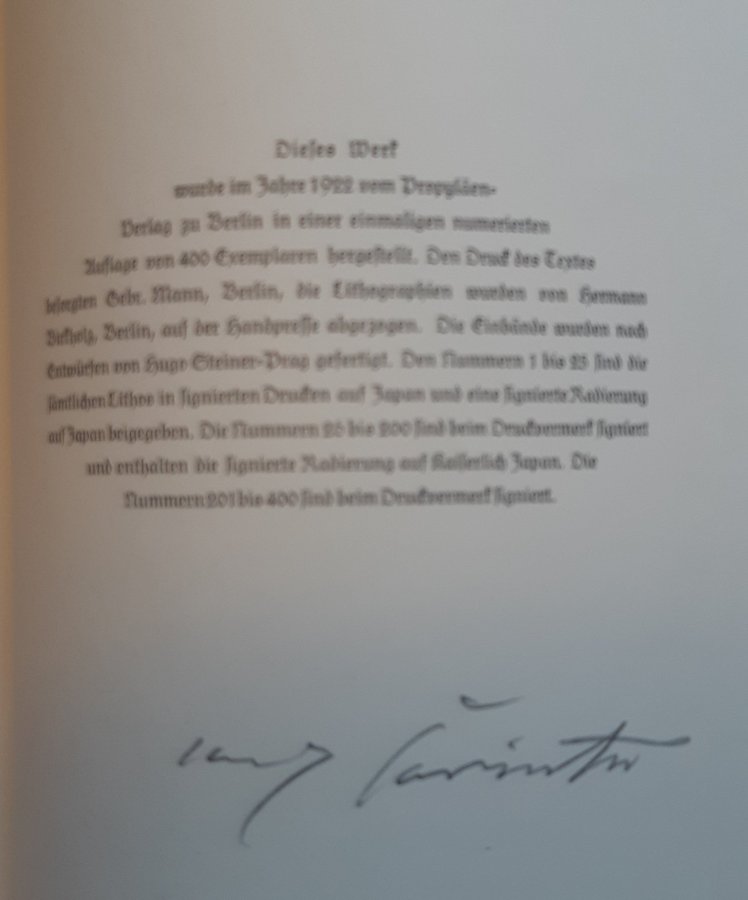 Dieses Werk
wurde im Jahre 1922 vom Propyläen-
Verlag zu Berlin in einer einmaligen numerierten
Auflage von 400 Exemplaren hergestellt. Den Druck des Textes
besorgten Gebr. Mann, Berlin, die Lithographien wurden von Hermann
Birkholz, Berlin, auf der Handpresse abgezogen. Die Einbände wurden nach
Entwürfen von Hugo Steiner-Prag gefertigt. Den Nummern 1 bis 25 sind die
sämtlichen Lithos in signierten Drucken auf Japan und eine signierte Radierung
auf Japan beigegeben. Die Nummern 26 bis 200 sind beim Druckvermerk signiert
und enthalten die signierte Radierung auf Kaiserlich Japan. Die
Nummern 201 bis 400 sind beim Druckvermerk signiert.